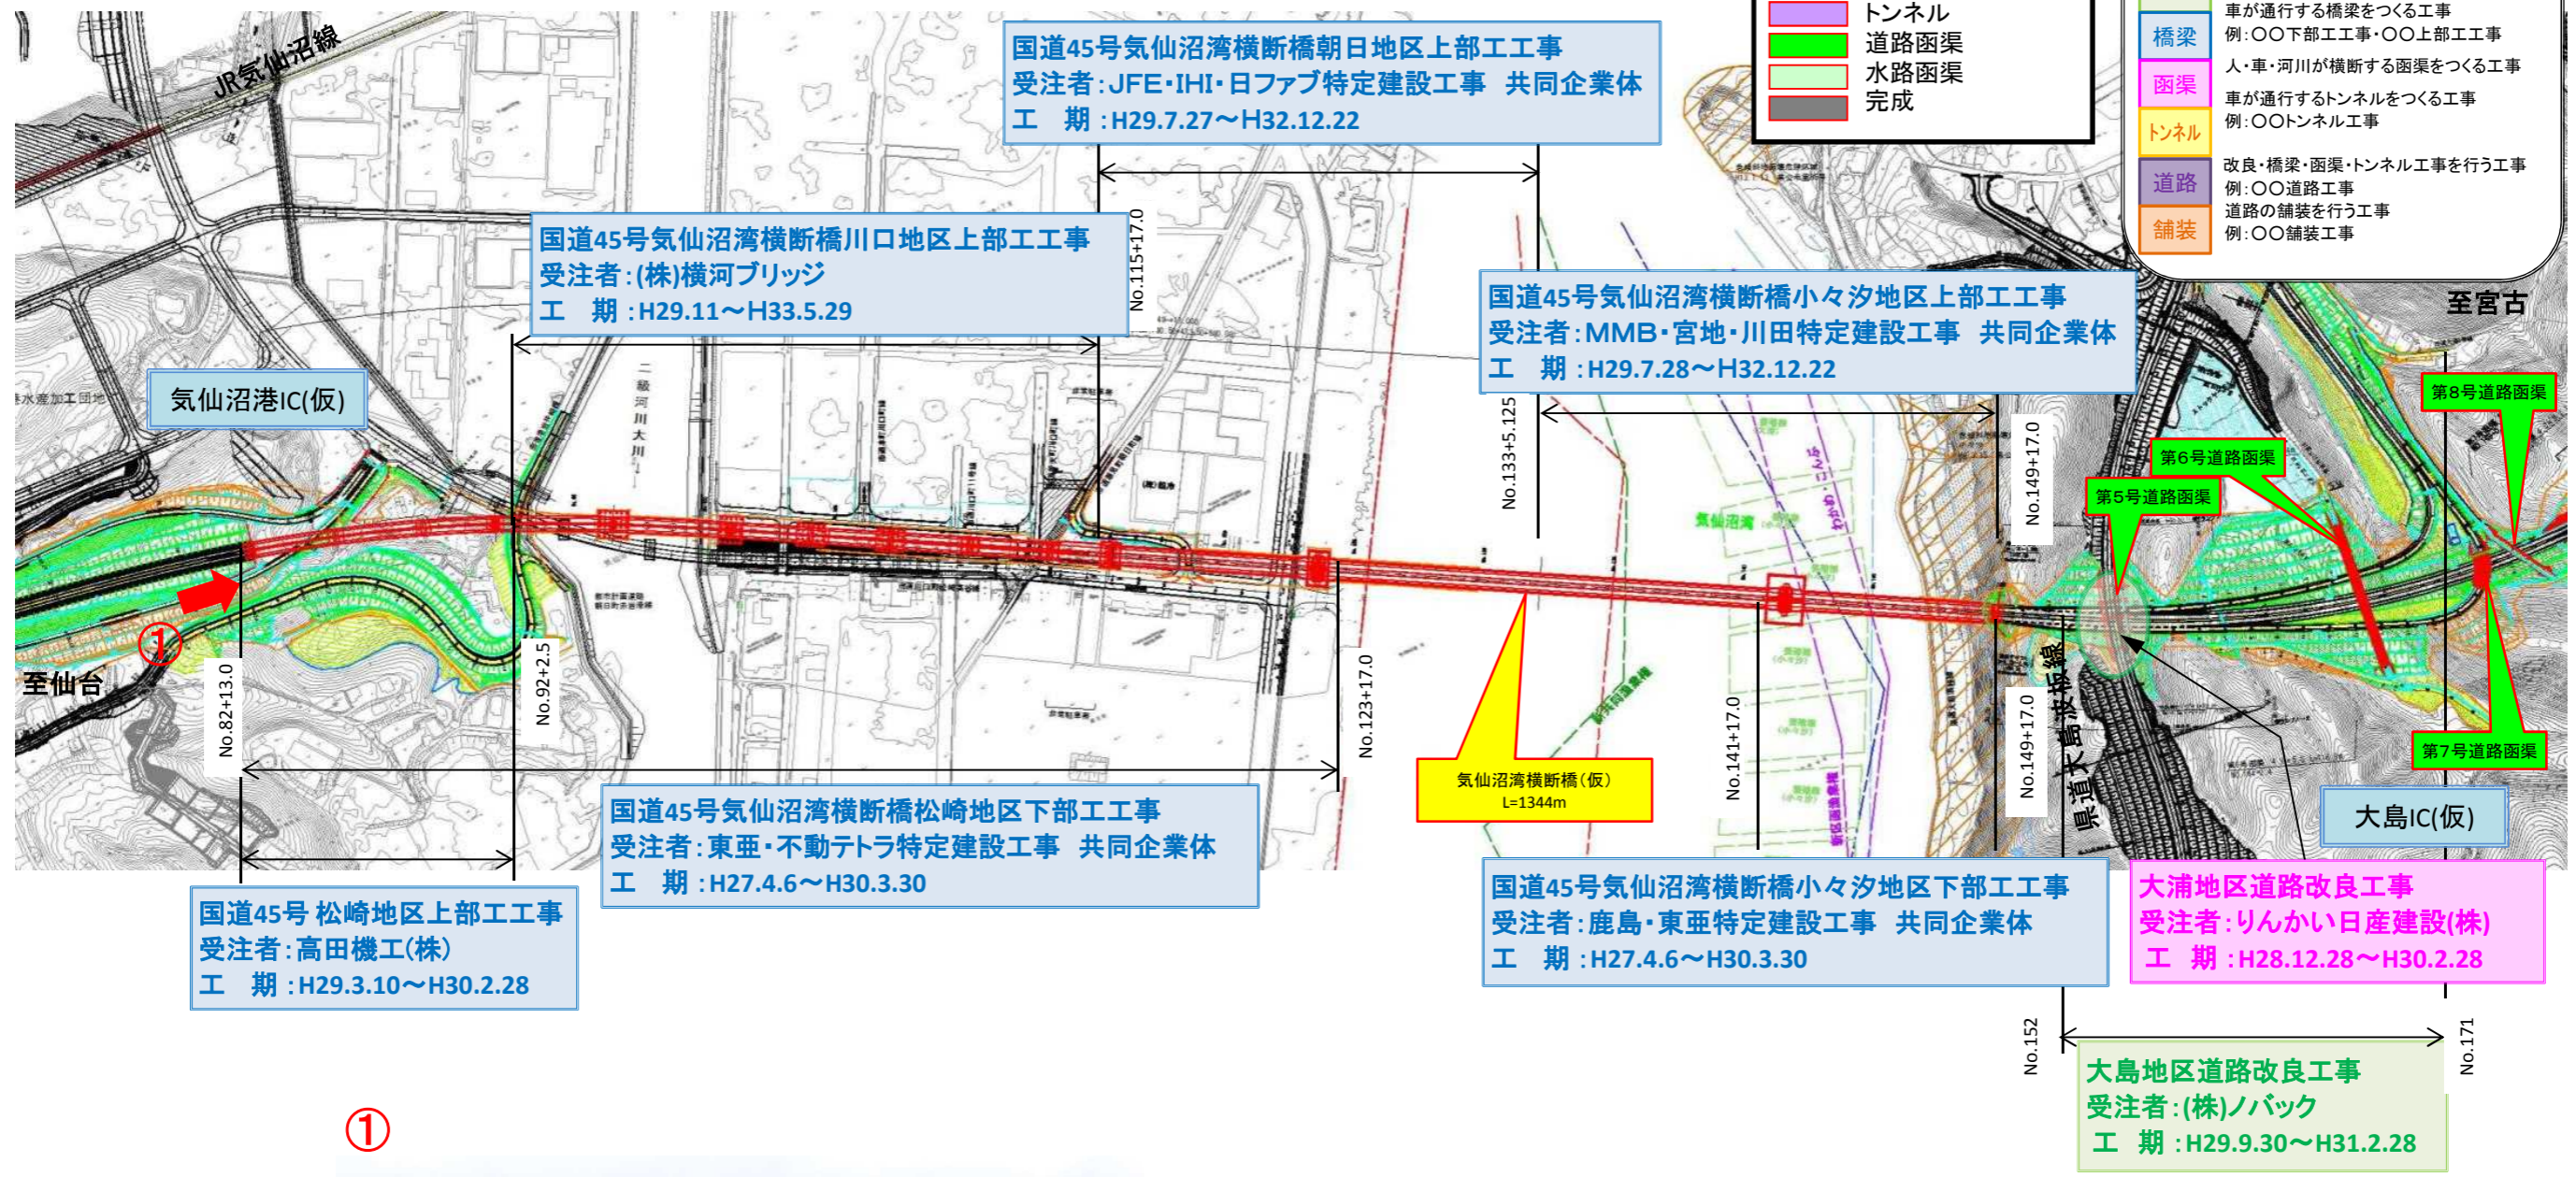 トンネル
道路函渠
水路函渠
完成
車が通行する橋梁をつくる工事
橋梁
例：〇〇下部工工事・〇〇上部工工事
人・車・河川が横断する函渠をつくる工事
函渠
車が通行するトンネルをつくる工事
トンネル
例：〇〇トンネル工事
改良・橋梁・函渠・トンネル工事を行う工事
道路
例：〇〇道路工事
道路の舗装を行う工事
舗装
例：〇〇舗装工事
JR気仙沼線
国道45号気仙沼湾横断橋朝日地区上部工工事
受注者：JFE・IHI・日ファブ特定建設工事　共同企業体
工　期：H29.7.27～H32.12.22
国道45号気仙沼湾横断橋川口地区上部工工事
受注者：(株)横河ブリッジ
工　期：H29.11～H33.5.29
No.115+17.0
国道45号気仙沼湾横断橋小々汐地区上部工工事
受注者：MMB・宮地・川田特定建設工事　共同企業体
工　期：H29.7.28～H32.12.22
至宮古
気仙沼港IC(仮)
水産加工団地
二級河川大川
No.133+5.125
No.149+17.0
わかめ・こんぶ
気仙沼湾
第8号道路函渠
第6号道路函渠
第5号道路函渠
第7号道路函渠
①
至仙台
No.82+13.0
No.92+2.5
No.123+17.0
気仙沼湾横断橋（仮）
L=1344m
No.141+17.0
No.149+17.0
県道大島波板線
大島IC(仮)
国道45号気仙沼湾横断橋松崎地区下部工工事
受注者：東亜・不動テトラ特定建設工事　共同企業体
工　期：H27.4.6～H30.3.30
国道45号 松崎地区上部工工事
受注者：高田機工(株)
工　期：H29.3.10～H30.2.28
国道45号気仙沼湾横断橋小々汐地区下部工工事
受注者：鹿島・東亜特定建設工事　共同企業体
工　期：H27.4.6～H30.3.30
大浦地区道路改良工事
受注者：りんかい日産建設(株)
工　期：H28.12.28～H30.2.28
No.152
No.171
大島地区道路改良工事
受注者：(株)ノバック
工　期：H29.9.30～H31.2.28
①